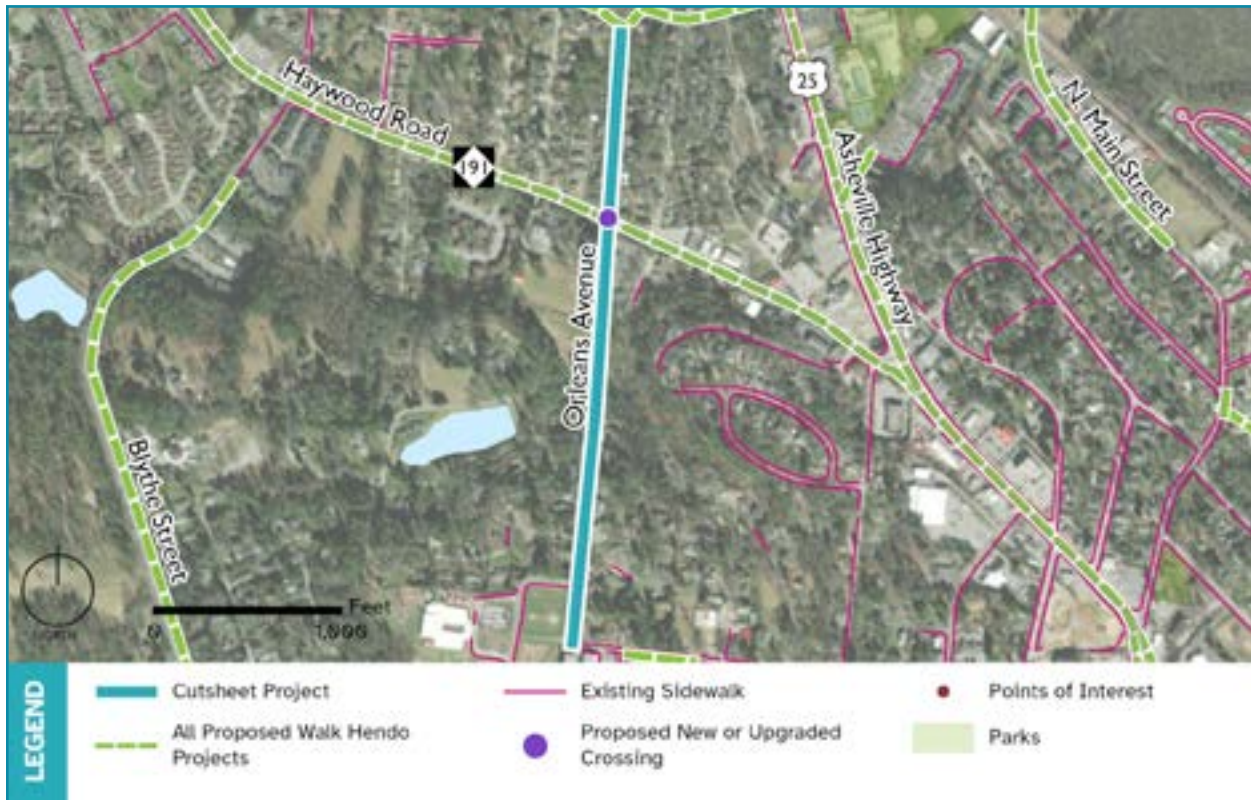 Haywood Road
191
25
Asheville Highway
N. Main Street
Orleans Avenue
Blythe Street
NORTH
Feet
0 1,000
LEGEND
Cutsheet Project
All Proposed Walk Hendo
Projects
Existing Sidewalk
Proposed New or Upgraded
Crossing
Points of Interest
Parks